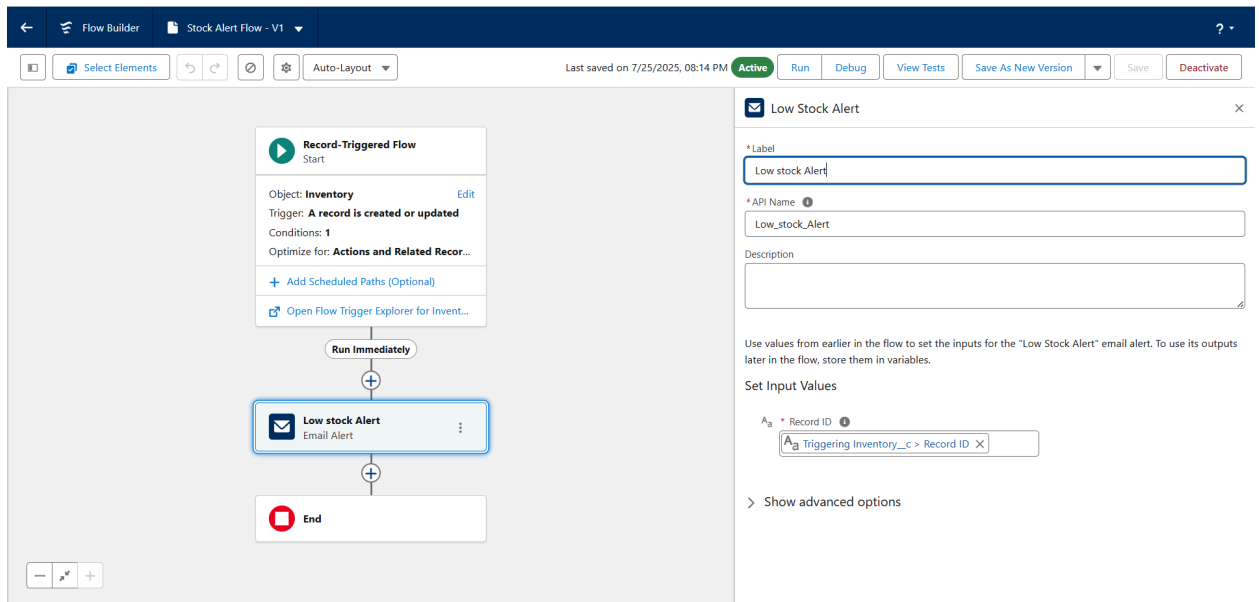 Flow Builder
Stock Alert Flow - V1
?
Select Elements
Auto-Layout
Last saved on 7/25/2025, 08:14 PM
Active
Run
Debug
View Tests
Save As New Version
Save
Deactivate
Record-Triggered Flow
Start
Object: Inventory
Edit
Trigger: A record is created or updated
Conditions: 1
Optimize for: Actions and Related Recor...
+ Add Scheduled Paths (Optional)
Open Flow Trigger Explorer for Invent...
Run Immediately
Low stock Alert
Email Alert
End
Low Stock Alert
* Label
Low stock Alert
* API Name
Low_stock_Alert
Description
Use values from earlier in the flow to set the inputs for the "Low Stock Alert" email alert. To use its outputs
later in the flow, store them in variables.
Set Input Values
Aa * Record ID
Aa Triggering Inventory__c > Record ID
Show advanced options